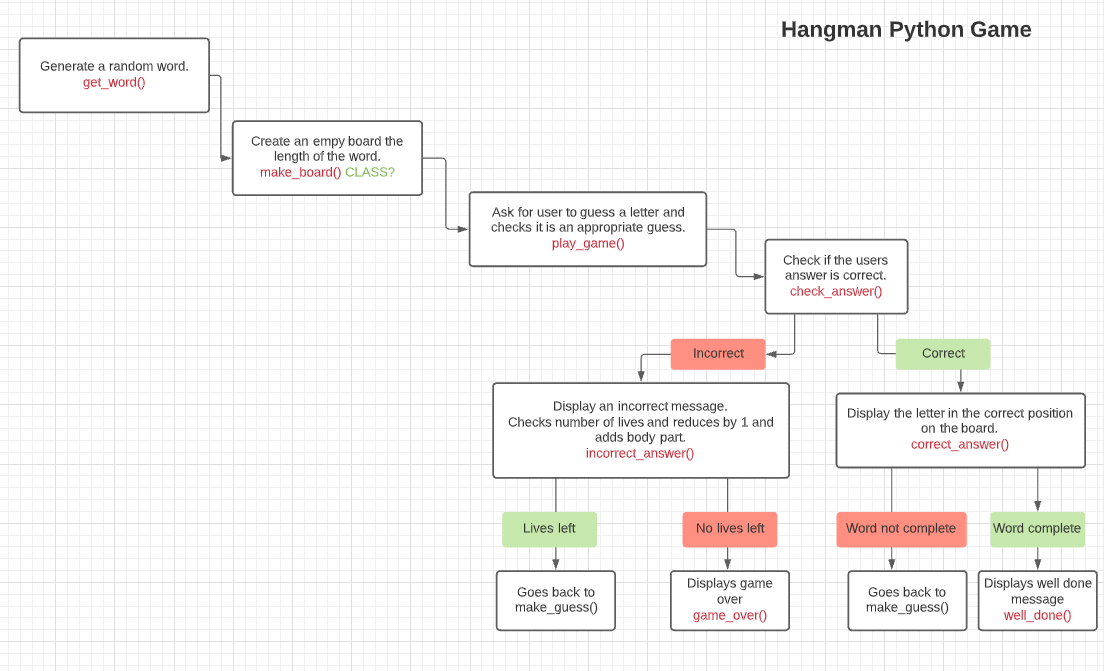 Hangman Python Game
Generate a random word.
get_word()
Create an empy board the
length of the word.
make_board() CLASS?
Ask for user to guess a letter and
checks it is an appropriate guess.
play_game()
Check if the users
answer is correct.
check_answer()
Incorrect
Correct
Display an incorrect message.
Checks number of lives and reduces by 1 and
adds body part.
incorrect_answer()
Display the letter in the correct position
on the board.
correct_answer()
Lives left
No lives left
Word not complete
Word complete
Goes back to
make_guess()
Displays game
over
game_over()
Goes back to
make_guess()
Displays well done
message
well_done()